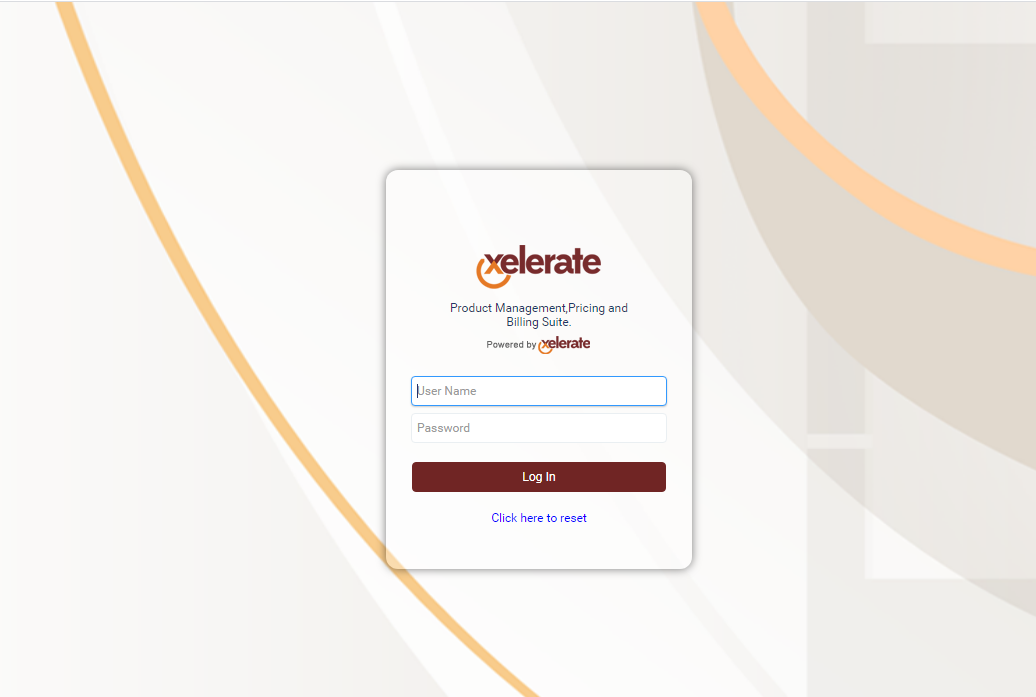 xelerate
Product Management,Pricing and
Billing Suite.
Powered by xelerate
User Name
Password
Log In
Click here to reset